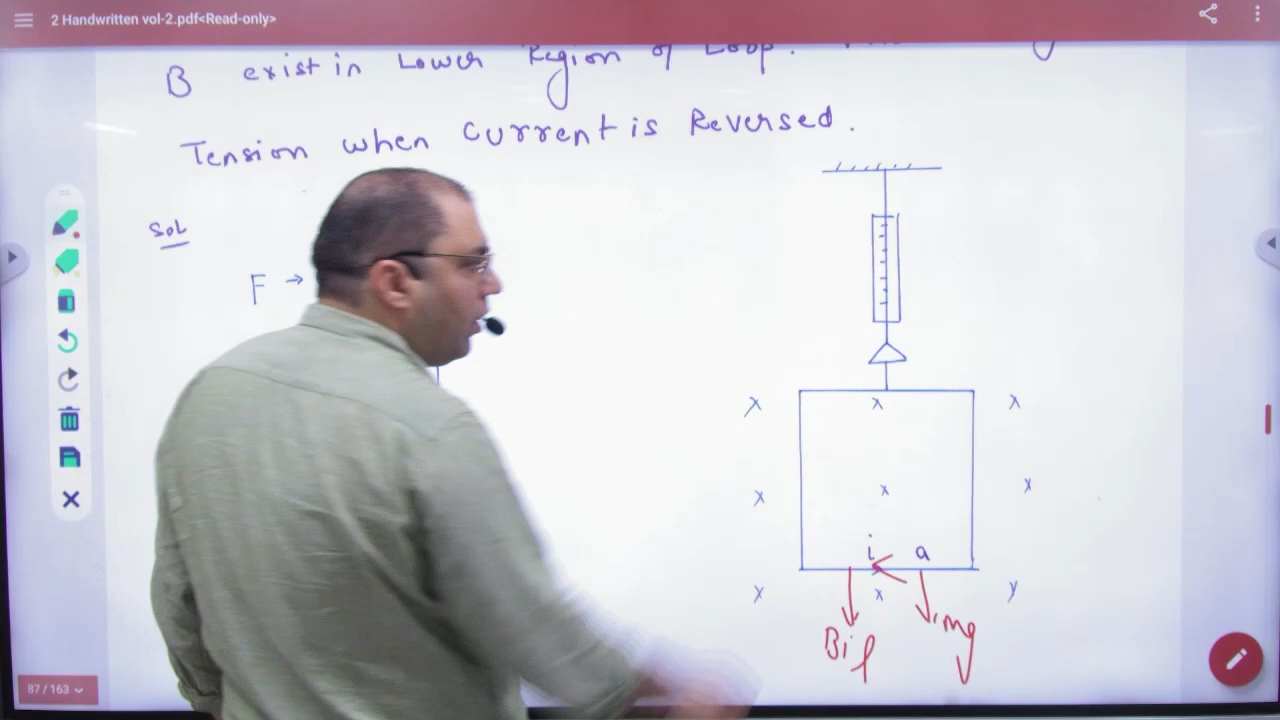 2 Handwritten vol-2.pdf<Read-only>
B exist in Lower Region of Loop.
Tension when current is Reversed.
Sol
F →
x x x
x x x
i a
x x y
Bil mg
87 / 163